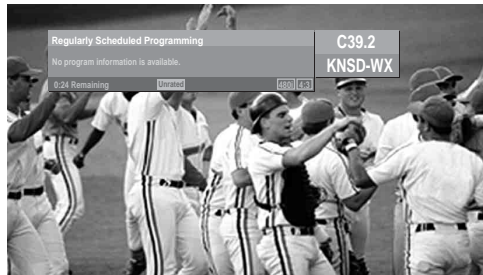 Regularly Scheduled Programming
C39.2
No program information is available.
KNSD-WX
0:24 Remaining Unrated 480i 4:3